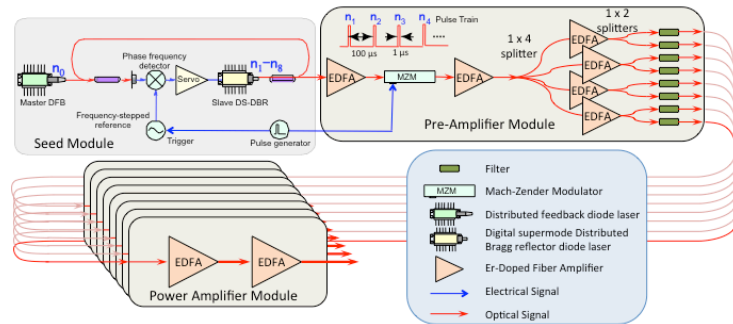 n₁ n₂ n₃ n₄ Pulse Train
....
100 µs 1 µs
1 x 4
splitter
1 x 2
splitters
Phase frequency
detector
n₀
Servo
n₁–n₈
Master DFB
Slave DS-DBR
Frequency-stepped
reference
Trigger
Pulse generator
Seed Module
EDFA
MZM
EDFA
EDFA
EDFA
EDFA
EDFA
Pre-Amplifier Module
EDFA EDFA
Power Amplifier Module
Filter
MZM Mach-Zender Modulator
Distributed feedback diode laser
Digital supermode Distributed
Bragg reflector diode laser
EDFA Er-Doped Fiber Amplifier
Electrical Signal
Optical Signal